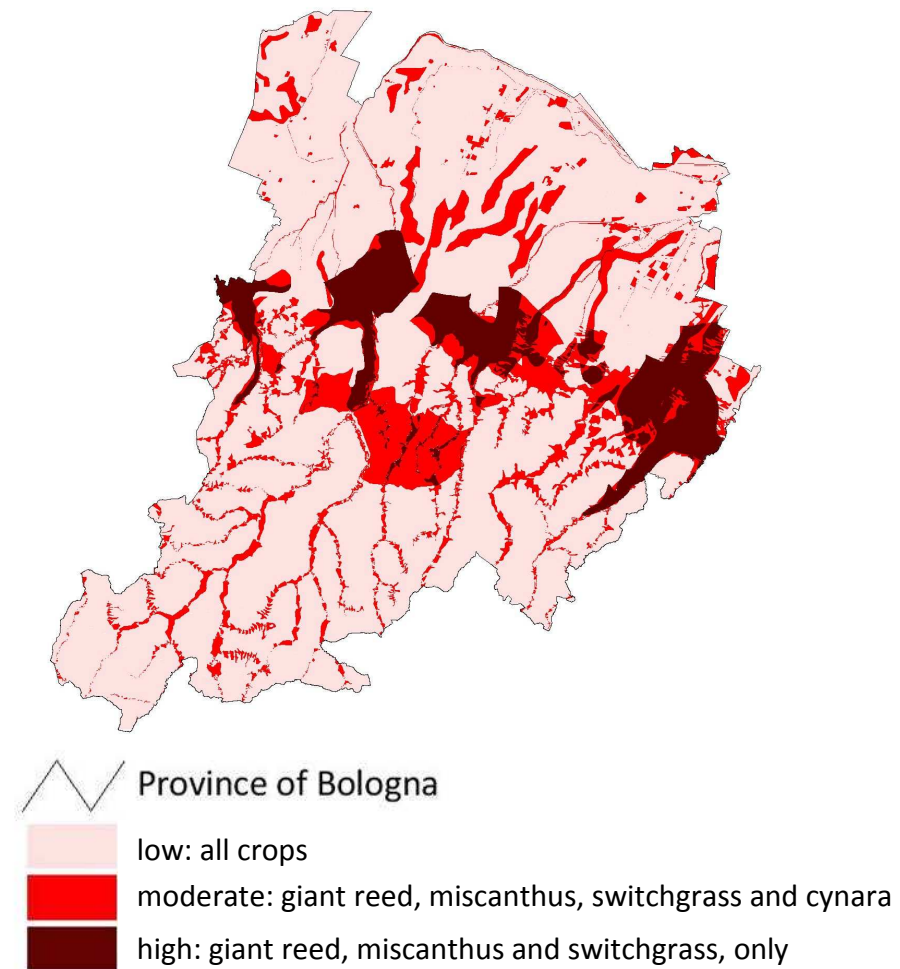 Province of Bologna
low: all crops
moderate: giant reed, miscanthus, switchgrass and cynara
high: giant reed, miscanthus and switchgrass, only